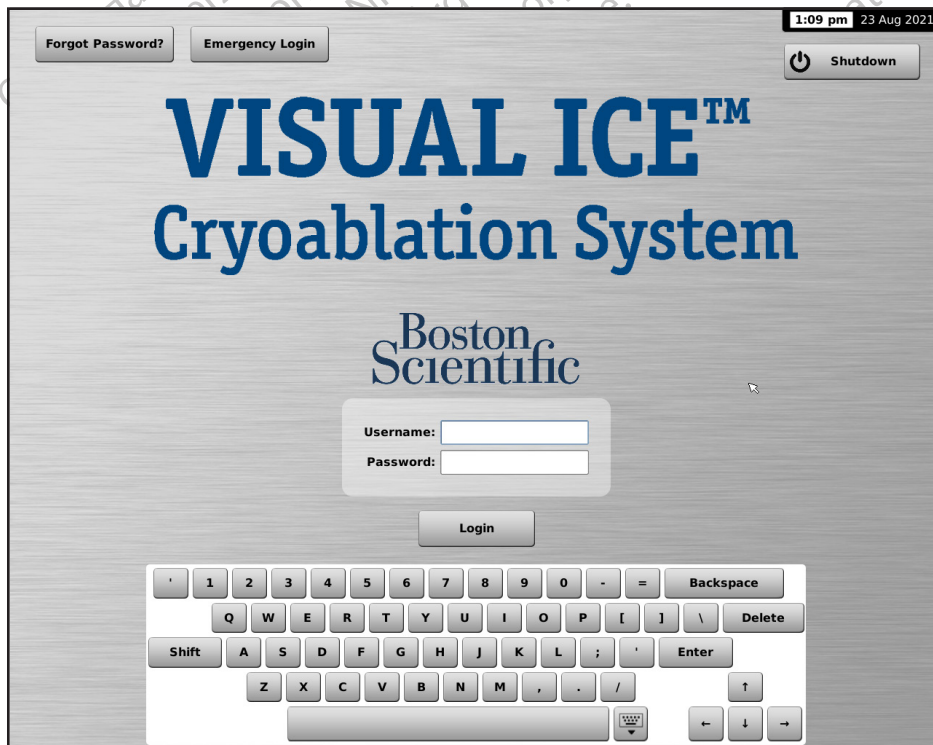 1:09 pm 23 Aug 2021
Forgot Password? Emergency Login
Shutdown
VISUAL ICE™
Cryoablation System
Boston
Scientific
Username:
Password:
Login
' 1 2 3 4 5 6 7 8 9 0 - = Backspace
Q W E R T Y U I O P [ ] \ Delete
Shift A S D F G H J K L ; ' Enter
Z X C V B N M , . / ↑
← ↓ →